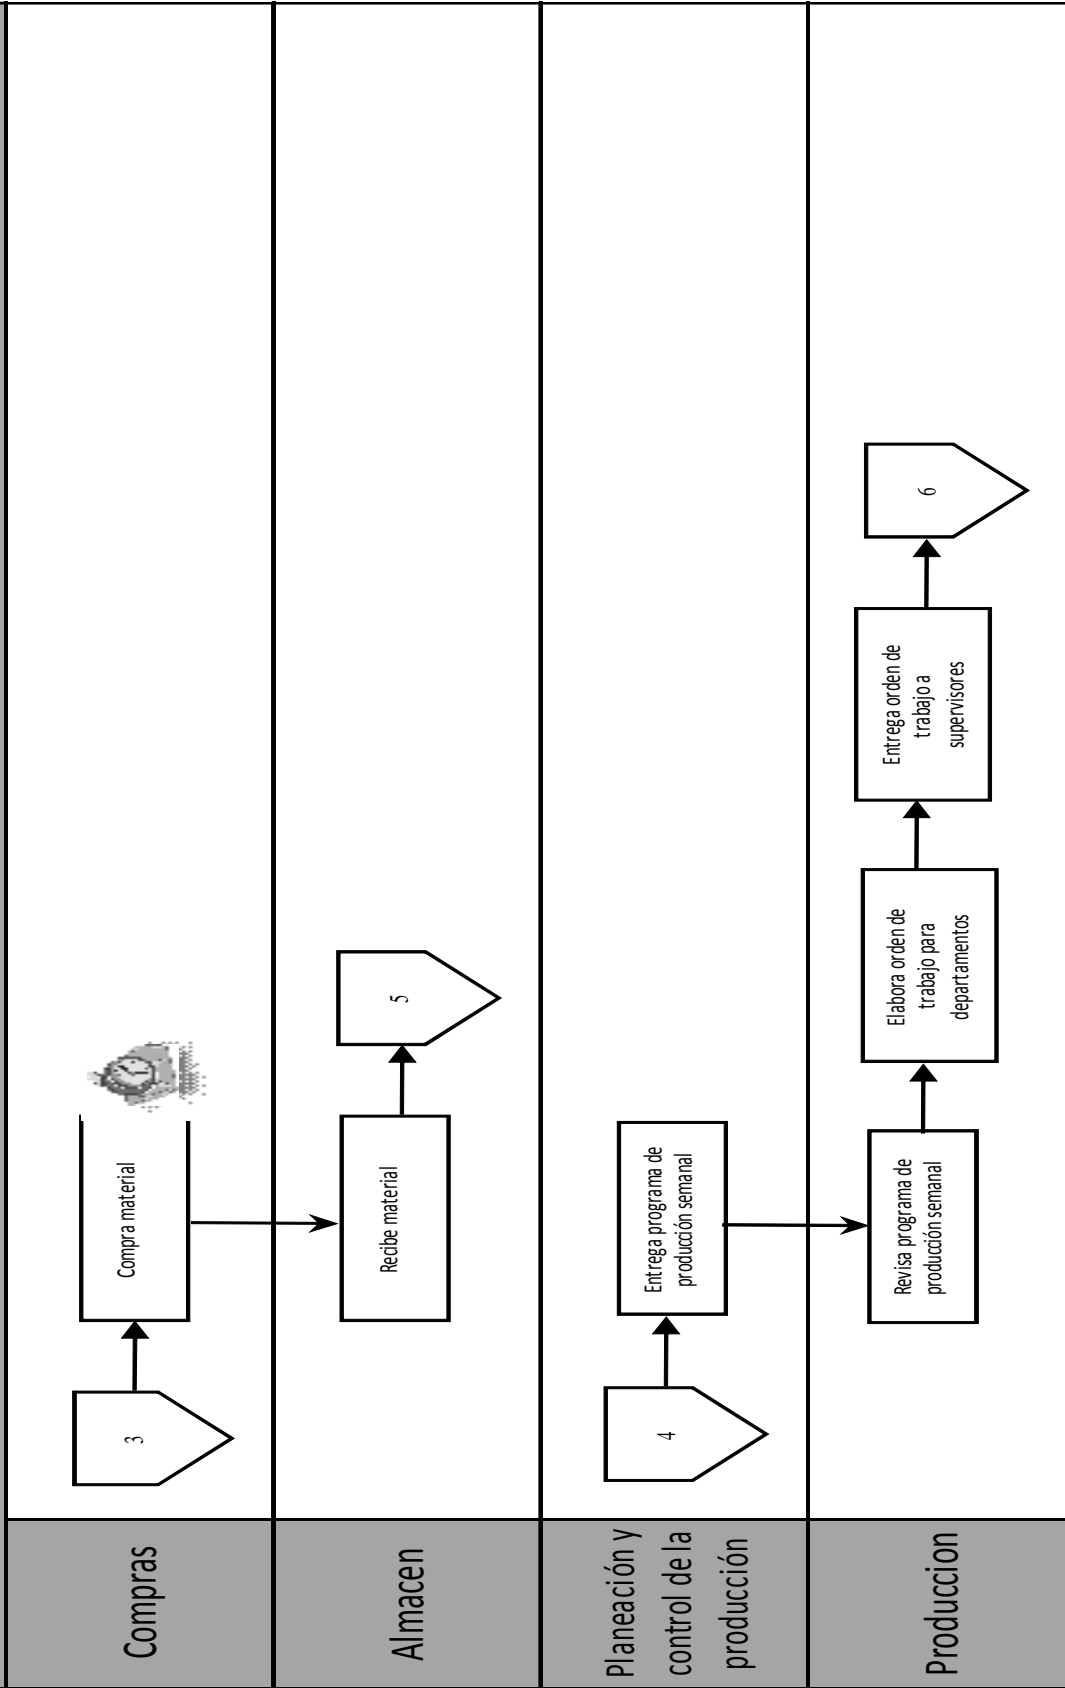 Compras
3
Compra material
Almacen
Recibe material
5
Planeación y
control de la
producción
4
Entrega programa de
producción semanal
Produccion
Revisa programa de
producción semanal
Elabora orden de
trabajo para
departamentos
Entrega orden de
trabajo a
supervisores
6